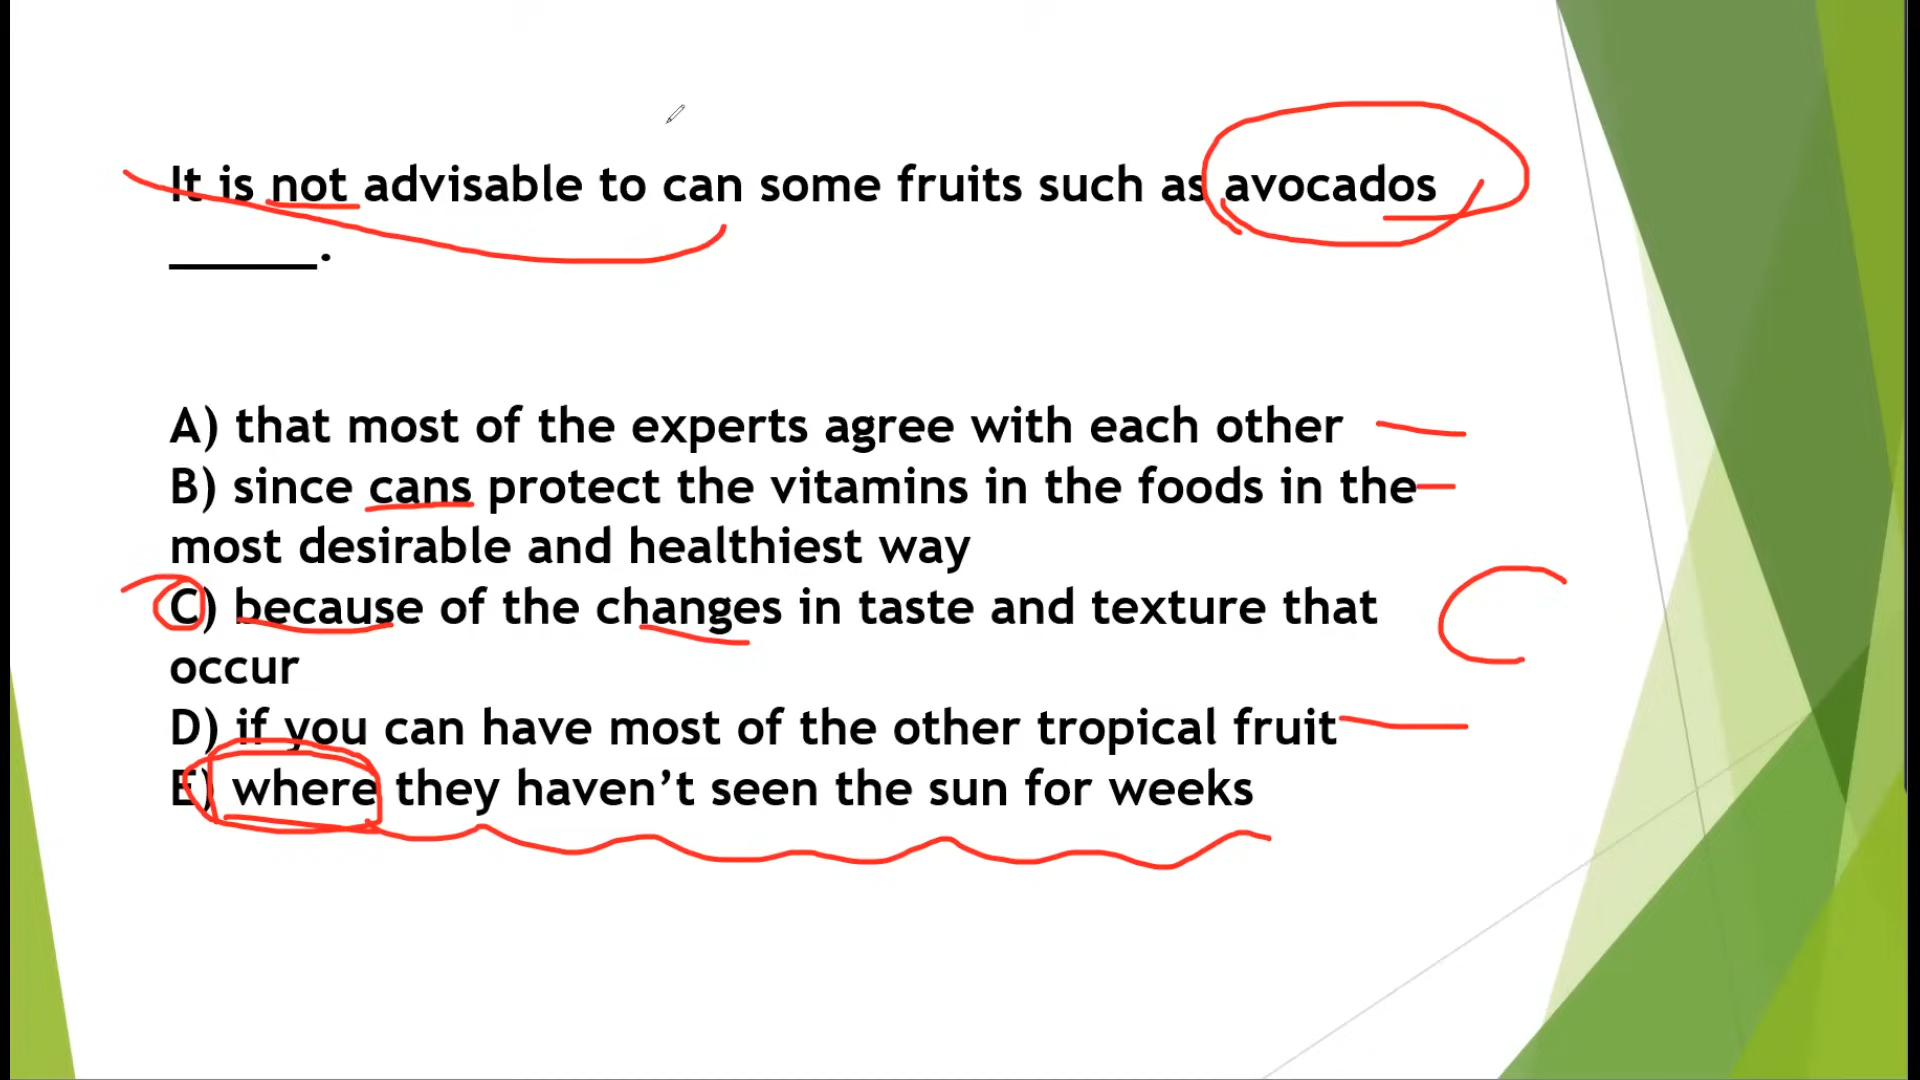 It is not advisable to can some fruits such as avocados
______.
A) that most of the experts agree with each other
B) since cans protect the vitamins in the foods in the
most desirable and healthiest way
C) because of the changes in taste and texture that
occur
D) if you can have most of the other tropical fruit
E) where they haven’t seen the sun for weeks